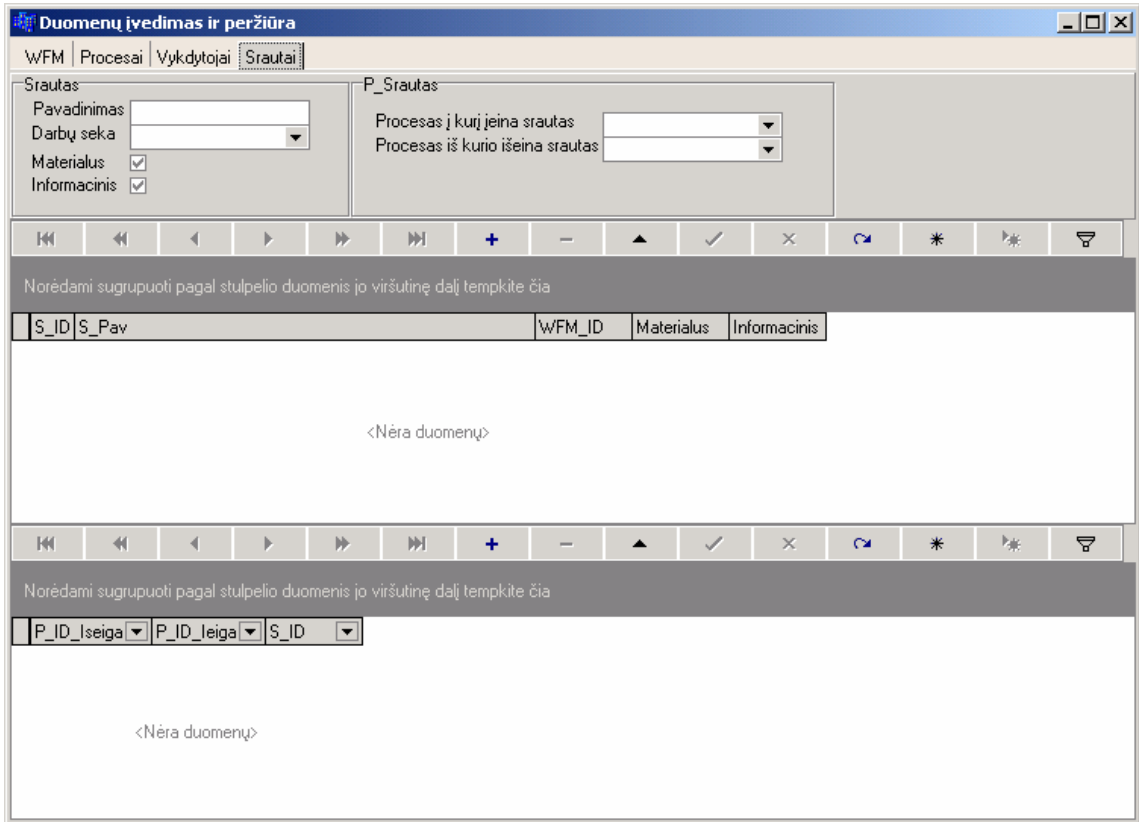 Duomenų įvedimas ir peržiūra
WFM Procesai Vykdytojai Srautai
Srautas
Pavadinimas
Darbų seka
Materialus
Informacinis
P_Srautas
Procesas į kurį įeina srautas
Procesas iš kurio išeina srautas
Norėdami sugrupuoti pagal stulpelio duomenis jo viršutinę dalį tempkite čia
S_ID S_Pav WFM_ID Materialus Informacinis
<Nėra duomenų>
Norėdami sugrupuoti pagal stulpelio duomenis jo viršutinę dalį tempkite čia
P_ID_Iseiga P_ID_Ieiga S_ID
<Nėra duomenų>